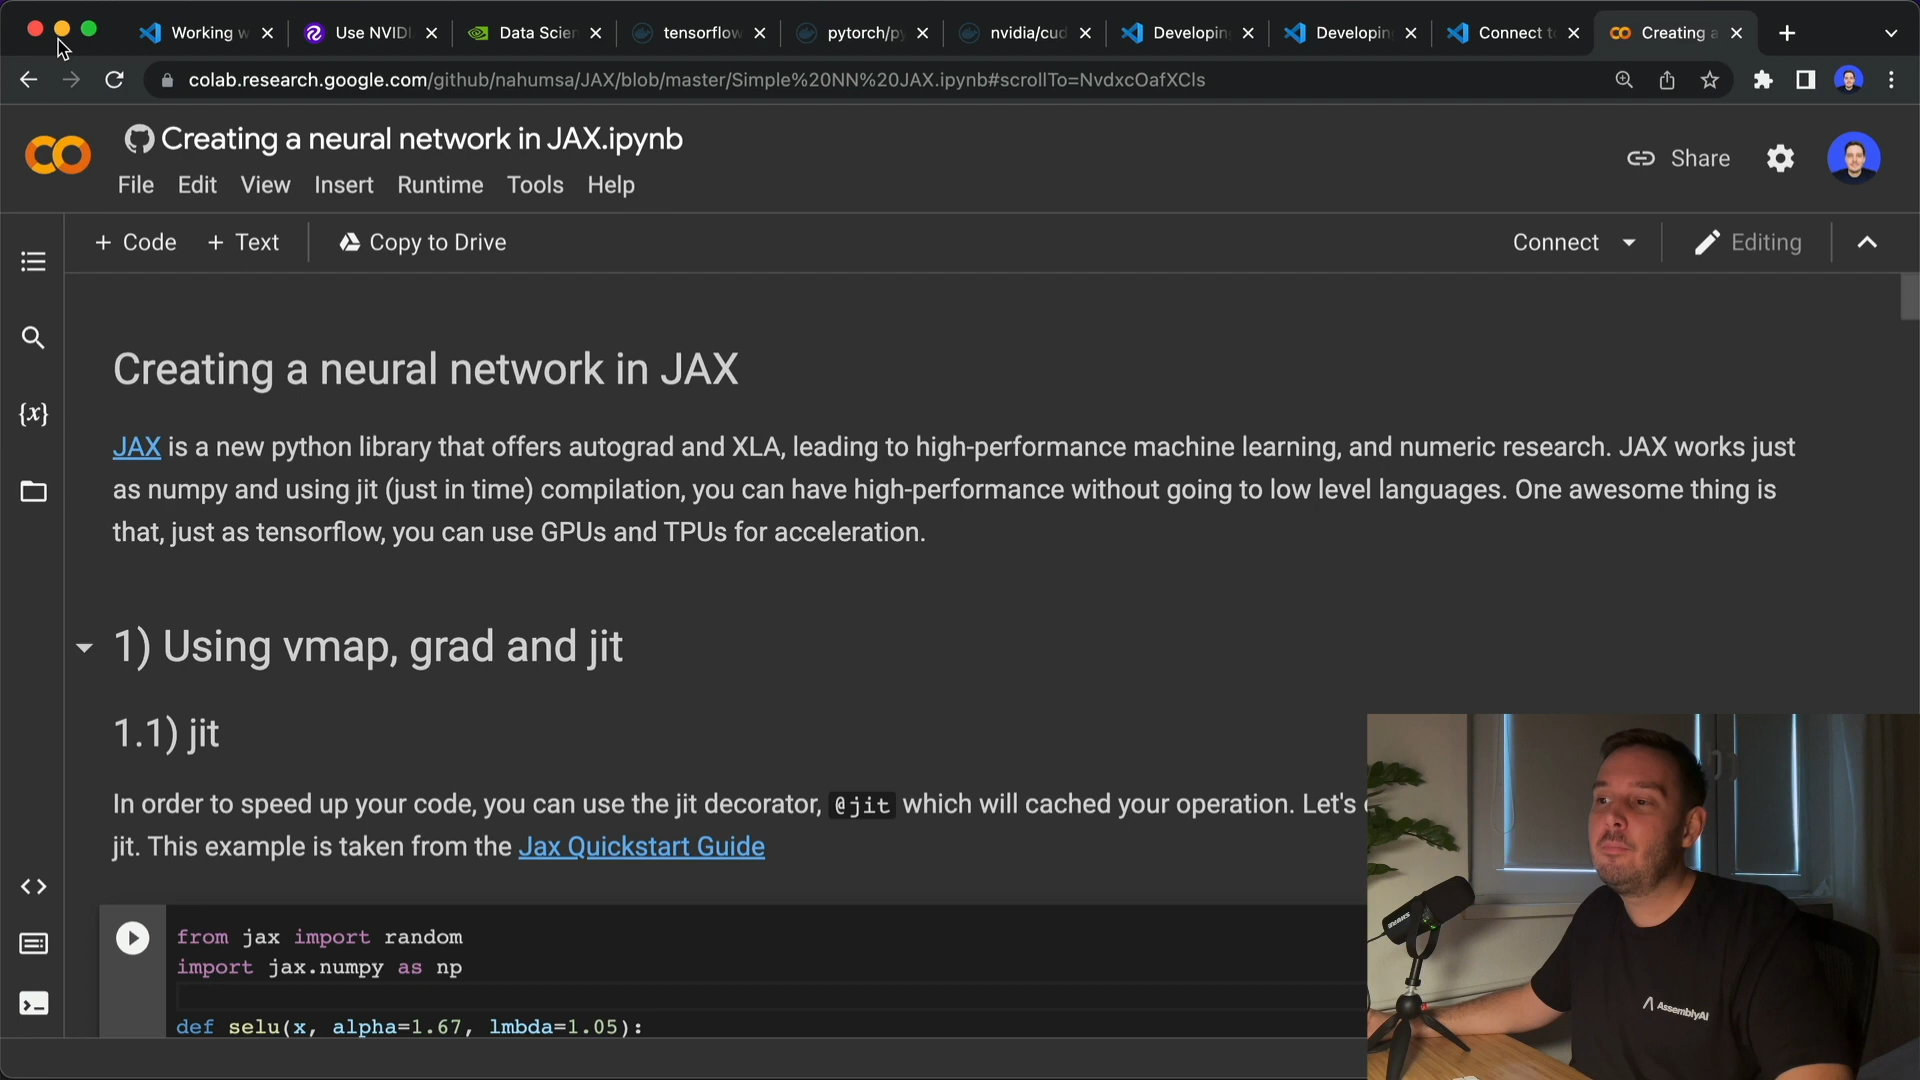 Working w
Use NVIDI
Data Scien
tensorflow
pytorch/py
nvidia/cud
Developin
Developin
Connect to
Creating a
colab.research.google.com/github/nahumsa/JAX/blob/master/Simple%20NN%20JAX.ipynb#scrollTo=NvdxcOafXCls
Creating a neural network in JAX.ipynb
File Edit View Insert Runtime Tools Help
Share
+ Code + Text Copy to Drive
Connect Editing
{x}
Creating a neural network in JAX
JAX is a new python library that offers autograd and XLA, leading to high-performance machine learning, and numeric research. JAX works just
as numpy and using jit (just in time) compilation, you can have high-performance without going to low level languages. One awesome thing is
that, just as tensorflow, you can use GPUs and TPUs for acceleration.
1) Using vmap, grad and jit
1.1) jit
In order to speed up your code, you can use the jit decorator, @jit which will cached your operation. Let's
jit. This example is taken from the Jax Quickstart Guide
from jax import random
import jax.numpy as np
def selu(x, alpha=1.67, lmbda=1.05):
SHURE
AssemblyAI